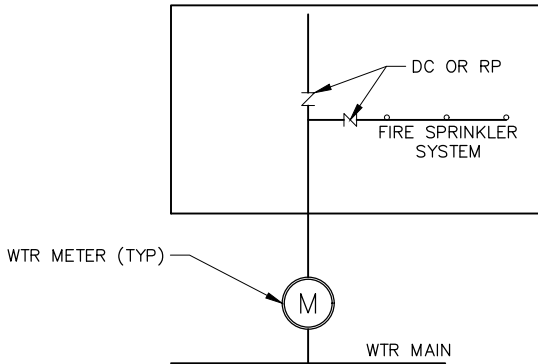 DC OR RP
FIRE SPRINKLER
SYSTEM
WTR METER (TYP)
M
WTR MAIN